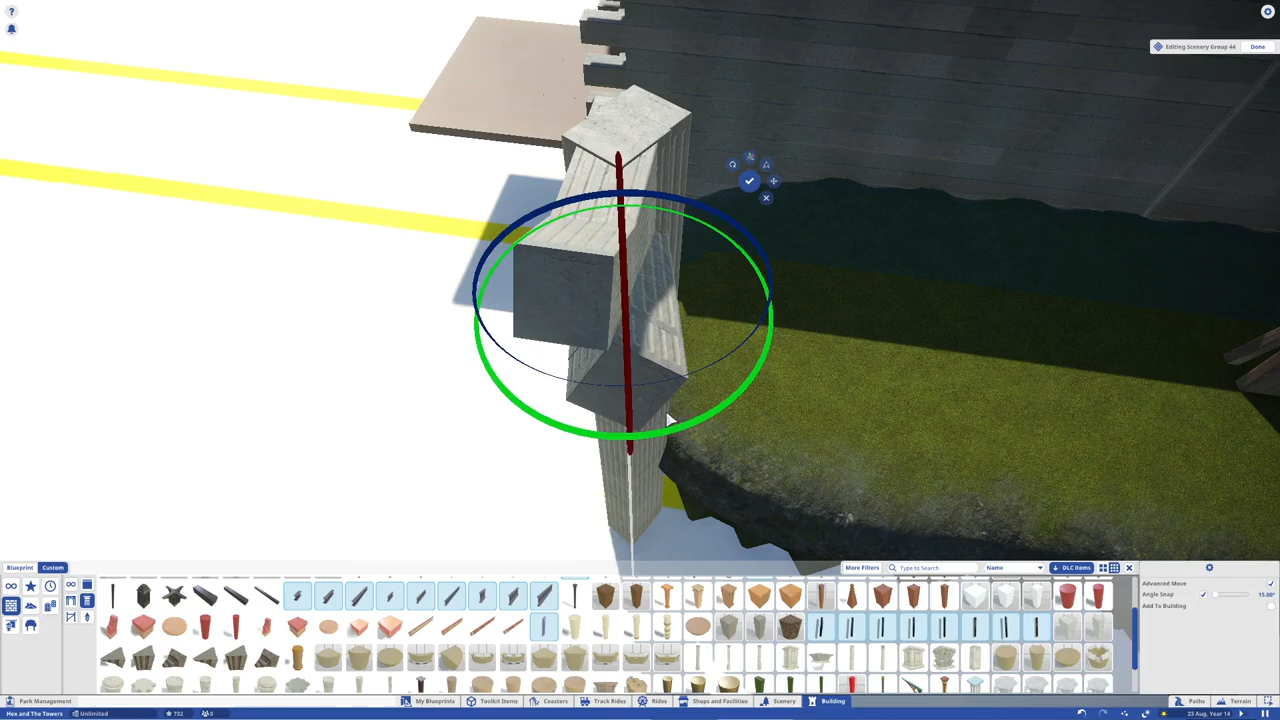 ?
Editing Scenery Group 44 Done
Blueprint Custom
More Filters Type to Search Name DLC Items
Advanced Move
Angle Snap 15.00°
Add To Building
Park Management My Blueprints Toolkit Items Coasters Track Rides Rides Shops and Facilities Scenery Building Paths Terrain
Hex and The Towers Unlimited 732 0 23 Aug, Year 14